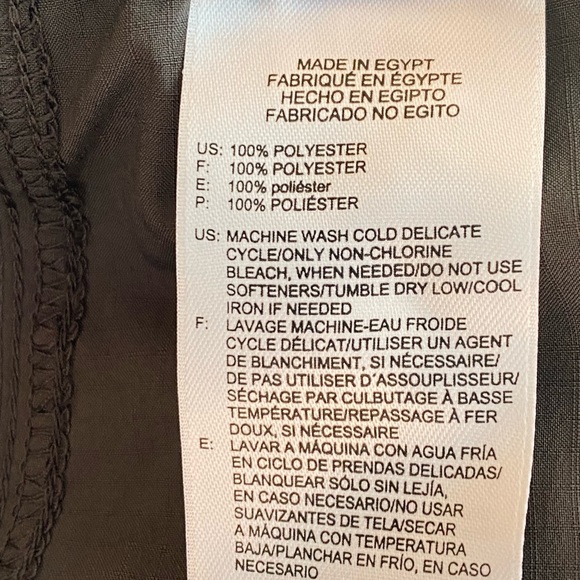 MADE IN EGYPT
FABRIQUÉ EN ÉGYPTE
HECHO EN EGIPTO
FABRICADO NO EGITO
US: 100% POLYESTER
F: 100% POLYESTER
E: 100% poliéster
P: 100% POLIÉSTER
US: MACHINE WASH COLD DELICATE
CYCLE/ONLY NON-CHLORINE
BLEACH, WHEN NEEDED/DO NOT USE
SOFTENERS/TUMBLE DRY LOW/COOL
IRON IF NEEDED
F: LAVAGE MACHINE-EAU FROIDE
CYCLE DÉLICAT/UTILISER UN AGENT
DE BLANCHIMENT, SI NÉCESSAIRE/
DE PAS UTILISER D'ASSOUPLISSEUR/
SÉCHAGE PAR CULBUTAGE À BASSE
TEMPÉRATURE/REPASSAGE À FER
DOUX, SI NÉCESSAIRE
E: LAVAR A MÁQUINA CON AGUA FRÍA
EN CICLO DE PRENDAS DELICADAS/
BLANQUEAR SÓLO SIN LEJÍA,
EN CASO NECESARIO/NO USAR
SUAVIZANTES DE TELA/SECAR
A MÁQUINA CON TEMPERATURA
BAJA/PLANCHAR EN FRÍO, EN CASO
NECESARIO